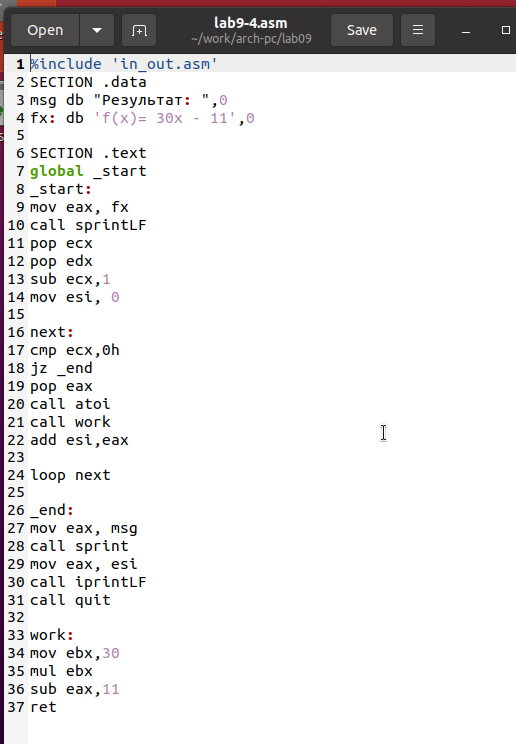 Open
lab9-4.asm
~/work/arch-pc/lab09
Save
1 %include 'in_out.asm'
2 SECTION .data
3 msg db "Результат: ",0
4 fx: db 'f(x)= 30x - 11',0
5
6 SECTION .text
7 global _start
8 _start:
9 mov eax, fx
10 call sprintLF
11 pop ecx
12 pop edx
13 sub ecx,1
14 mov esi, 0
15
16 next:
17 cmp ecx,0h
18 jz _end
19 pop eax
20 call atoi
21 call work
22 add esi,eax
23
24 loop next
25
26 _end:
27 mov eax, msg
28 call sprint
29 mov eax, esi
30 call iprintLF
31 call quit
32
33 work:
34 mov ebx,30
35 mul ebx
36 sub eax,11
37 ret